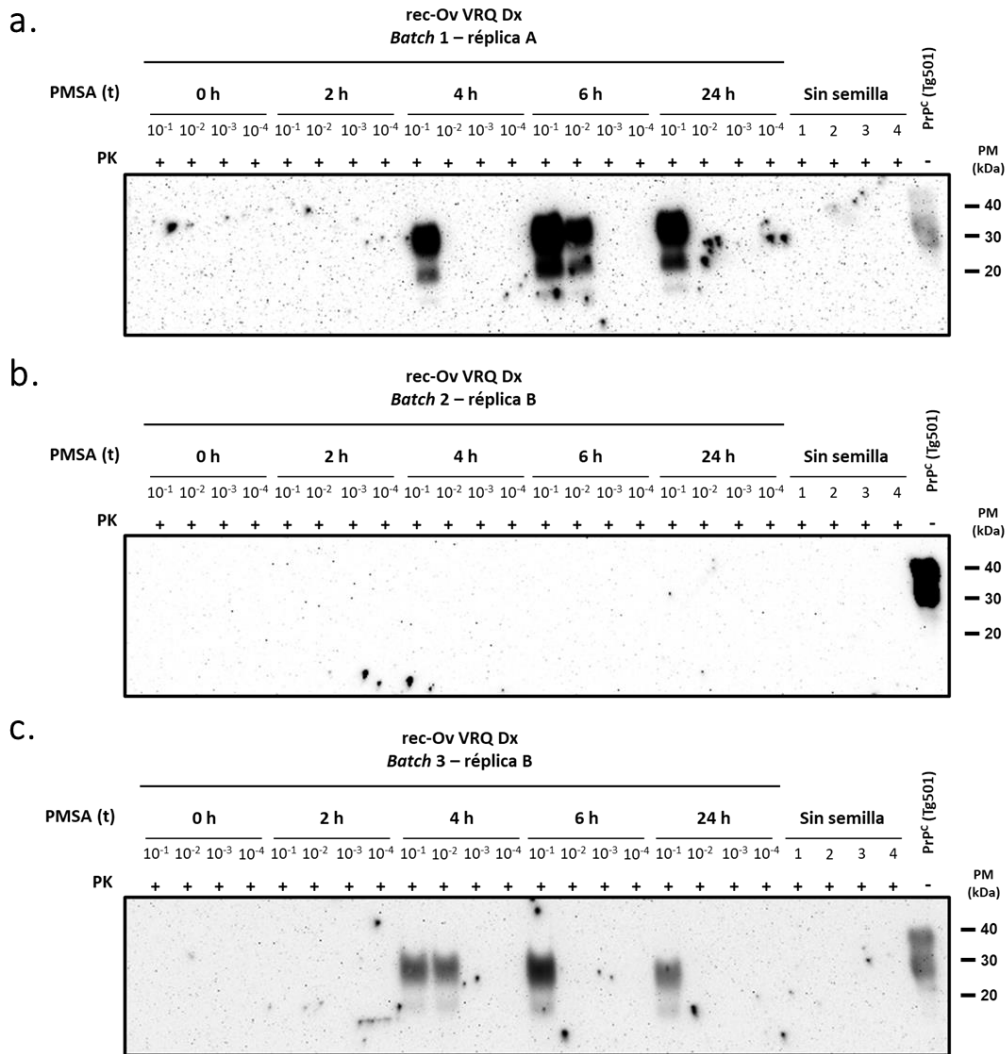 a.
rec-Ov VRQ Dx
Batch 1 – réplica A
PMSA (t) 0 h 2 h 4 h 6 h 24 h Sin semilla PrPᶜ (Tg501)
10⁻¹ 10⁻² 10⁻³ 10⁻⁴ 10⁻¹ 10⁻² 10⁻³ 10⁻⁴ 10⁻¹ 10⁻² 10⁻³ 10⁻⁴ 10⁻¹ 10⁻² 10⁻³ 10⁻⁴ 10⁻¹ 10⁻² 10⁻³ 10⁻⁴ 1 2 3 4
PK + + + + + + + + + + + + + + + + + + + + + + + + - PM
(kDa)
40
30
20
b.
rec-Ov VRQ Dx
Batch 2 – réplica B
PMSA (t) 0 h 2 h 4 h 6 h 24 h Sin semilla PrPᶜ (Tg501)
10⁻¹ 10⁻² 10⁻³ 10⁻⁴ 10⁻¹ 10⁻² 10⁻³ 10⁻⁴ 10⁻¹ 10⁻² 10⁻³ 10⁻⁴ 10⁻¹ 10⁻² 10⁻³ 10⁻⁴ 10⁻¹ 10⁻² 10⁻³ 10⁻⁴ 1 2 3 4
PK + + + + + + + + + + + + + + + + + + + + + + + + - PM
(kDa)
40
30
20
c.
rec-Ov VRQ Dx
Batch 3 – réplica B
PMSA (t) 0 h 2 h 4 h 6 h 24 h Sin semilla PrPᶜ (Tg501)
10⁻¹ 10⁻² 10⁻³ 10⁻⁴ 10⁻¹ 10⁻² 10⁻³ 10⁻⁴ 10⁻¹ 10⁻² 10⁻³ 10⁻⁴ 10⁻¹ 10⁻² 10⁻³ 10⁻⁴ 10⁻¹ 10⁻² 10⁻³ 10⁻⁴ 1 2 3 4
PK + + + + + + + + + + + + + + + + + + + + + + + + - PM
(kDa)
40
30
20